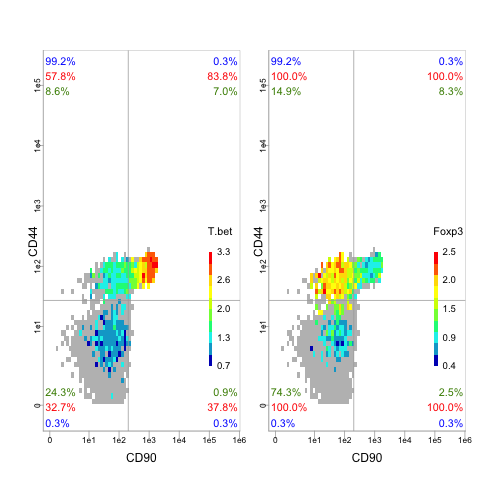 99.2% 0.3%
57.8% 83.8%
8.6% 7.0%
T.bet
3.3
2.6
2.0
1.3
0.7
24.3% 0.9%
32.7% 37.8%
0.3% 0.3%
CD44
0 1e1 1e2 1e3 1e4 1e5
0 1e1 1e2 1e3 1e4 1e5 1e6
CD90
99.2% 0.3%
100.0% 100.0%
14.9% 8.3%
Foxp3
2.5
2.0
1.5
0.9
0.4
74.3% 2.5%
100.0% 100.0%
0.3% 0.3%
CD44
0 1e1 1e2 1e3 1e4 1e5
0 1e1 1e2 1e3 1e4 1e5 1e6
CD90